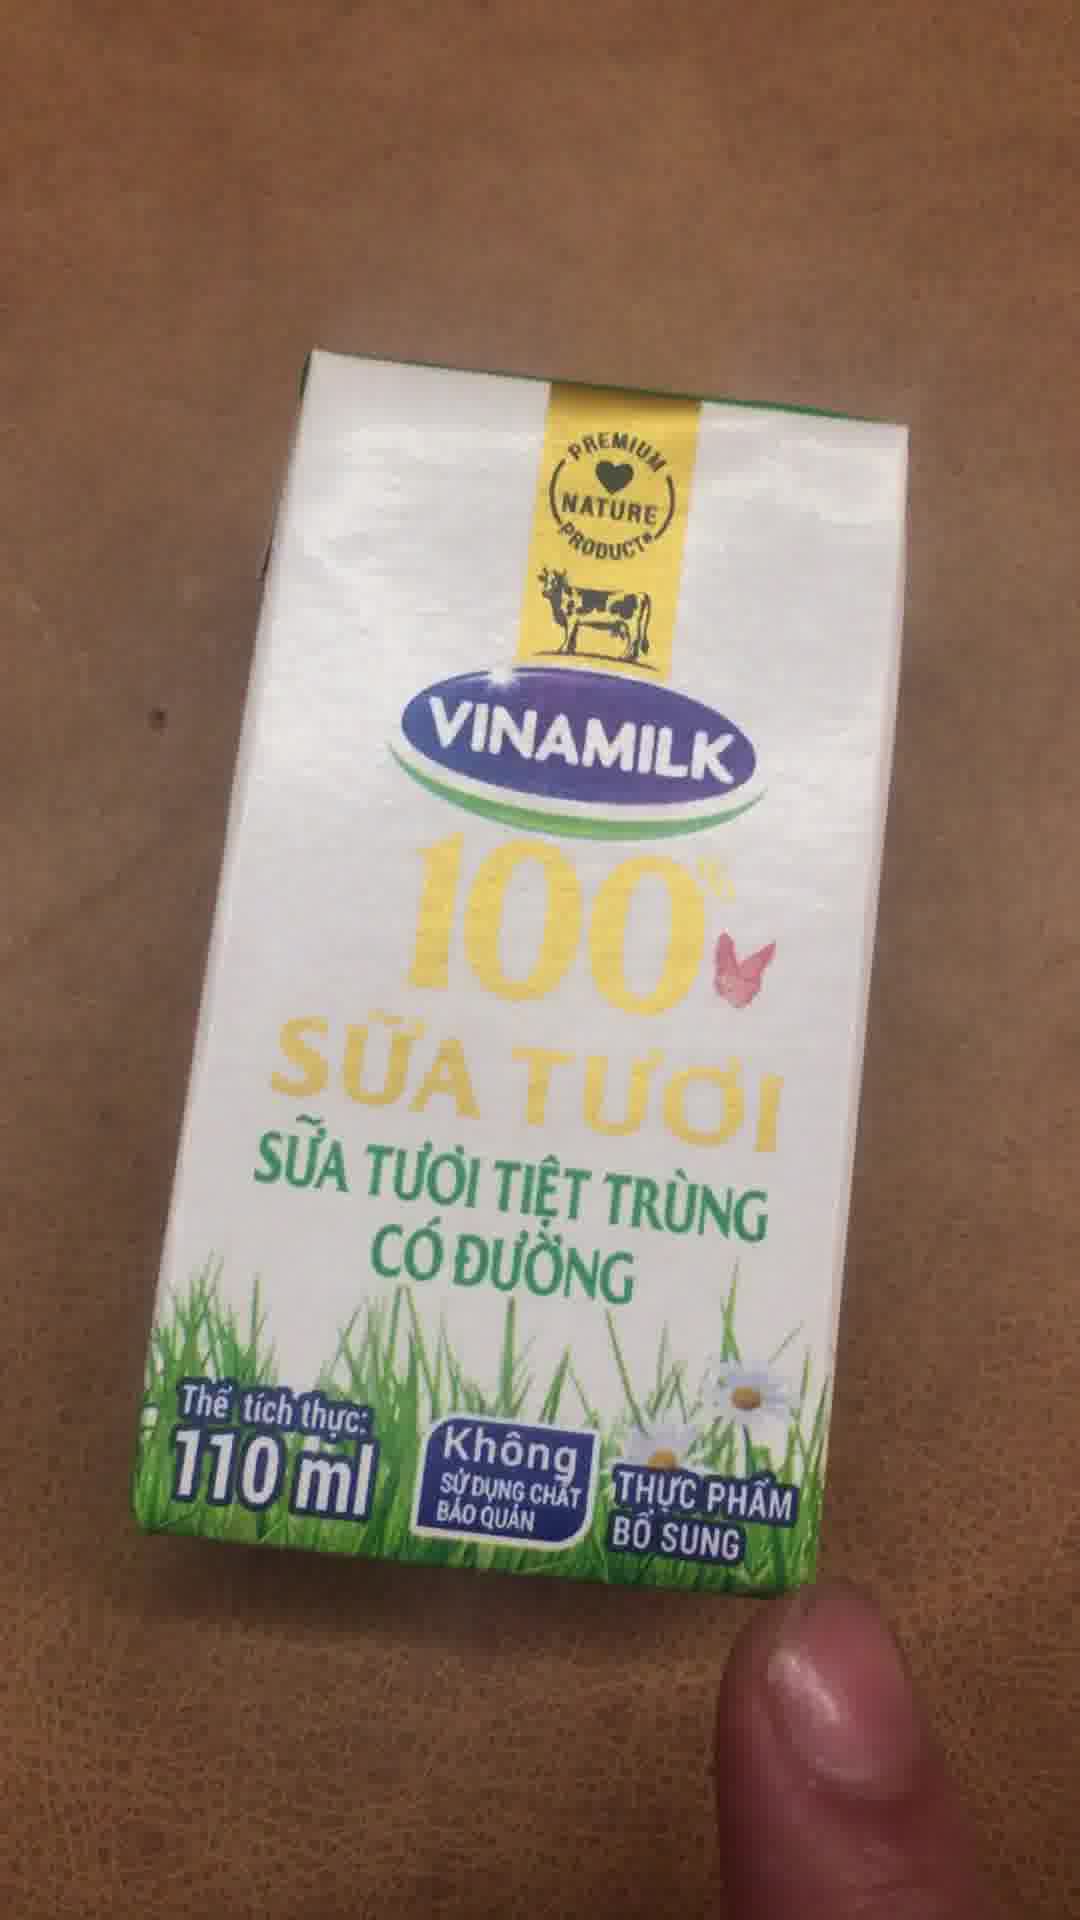 PREMIUM
NATURE
PRODUCT®
VINAMILK
100%
SỮA TƯƠI
SỮA TƯƠI TIỆT TRÙNG
CÓ ĐƯỜNG
Thể tích thực:
110 ml
Không
SỬ DỤNG CHẤT
BẢO QUẢN
THỰC PHẨM
BỔ SUNG